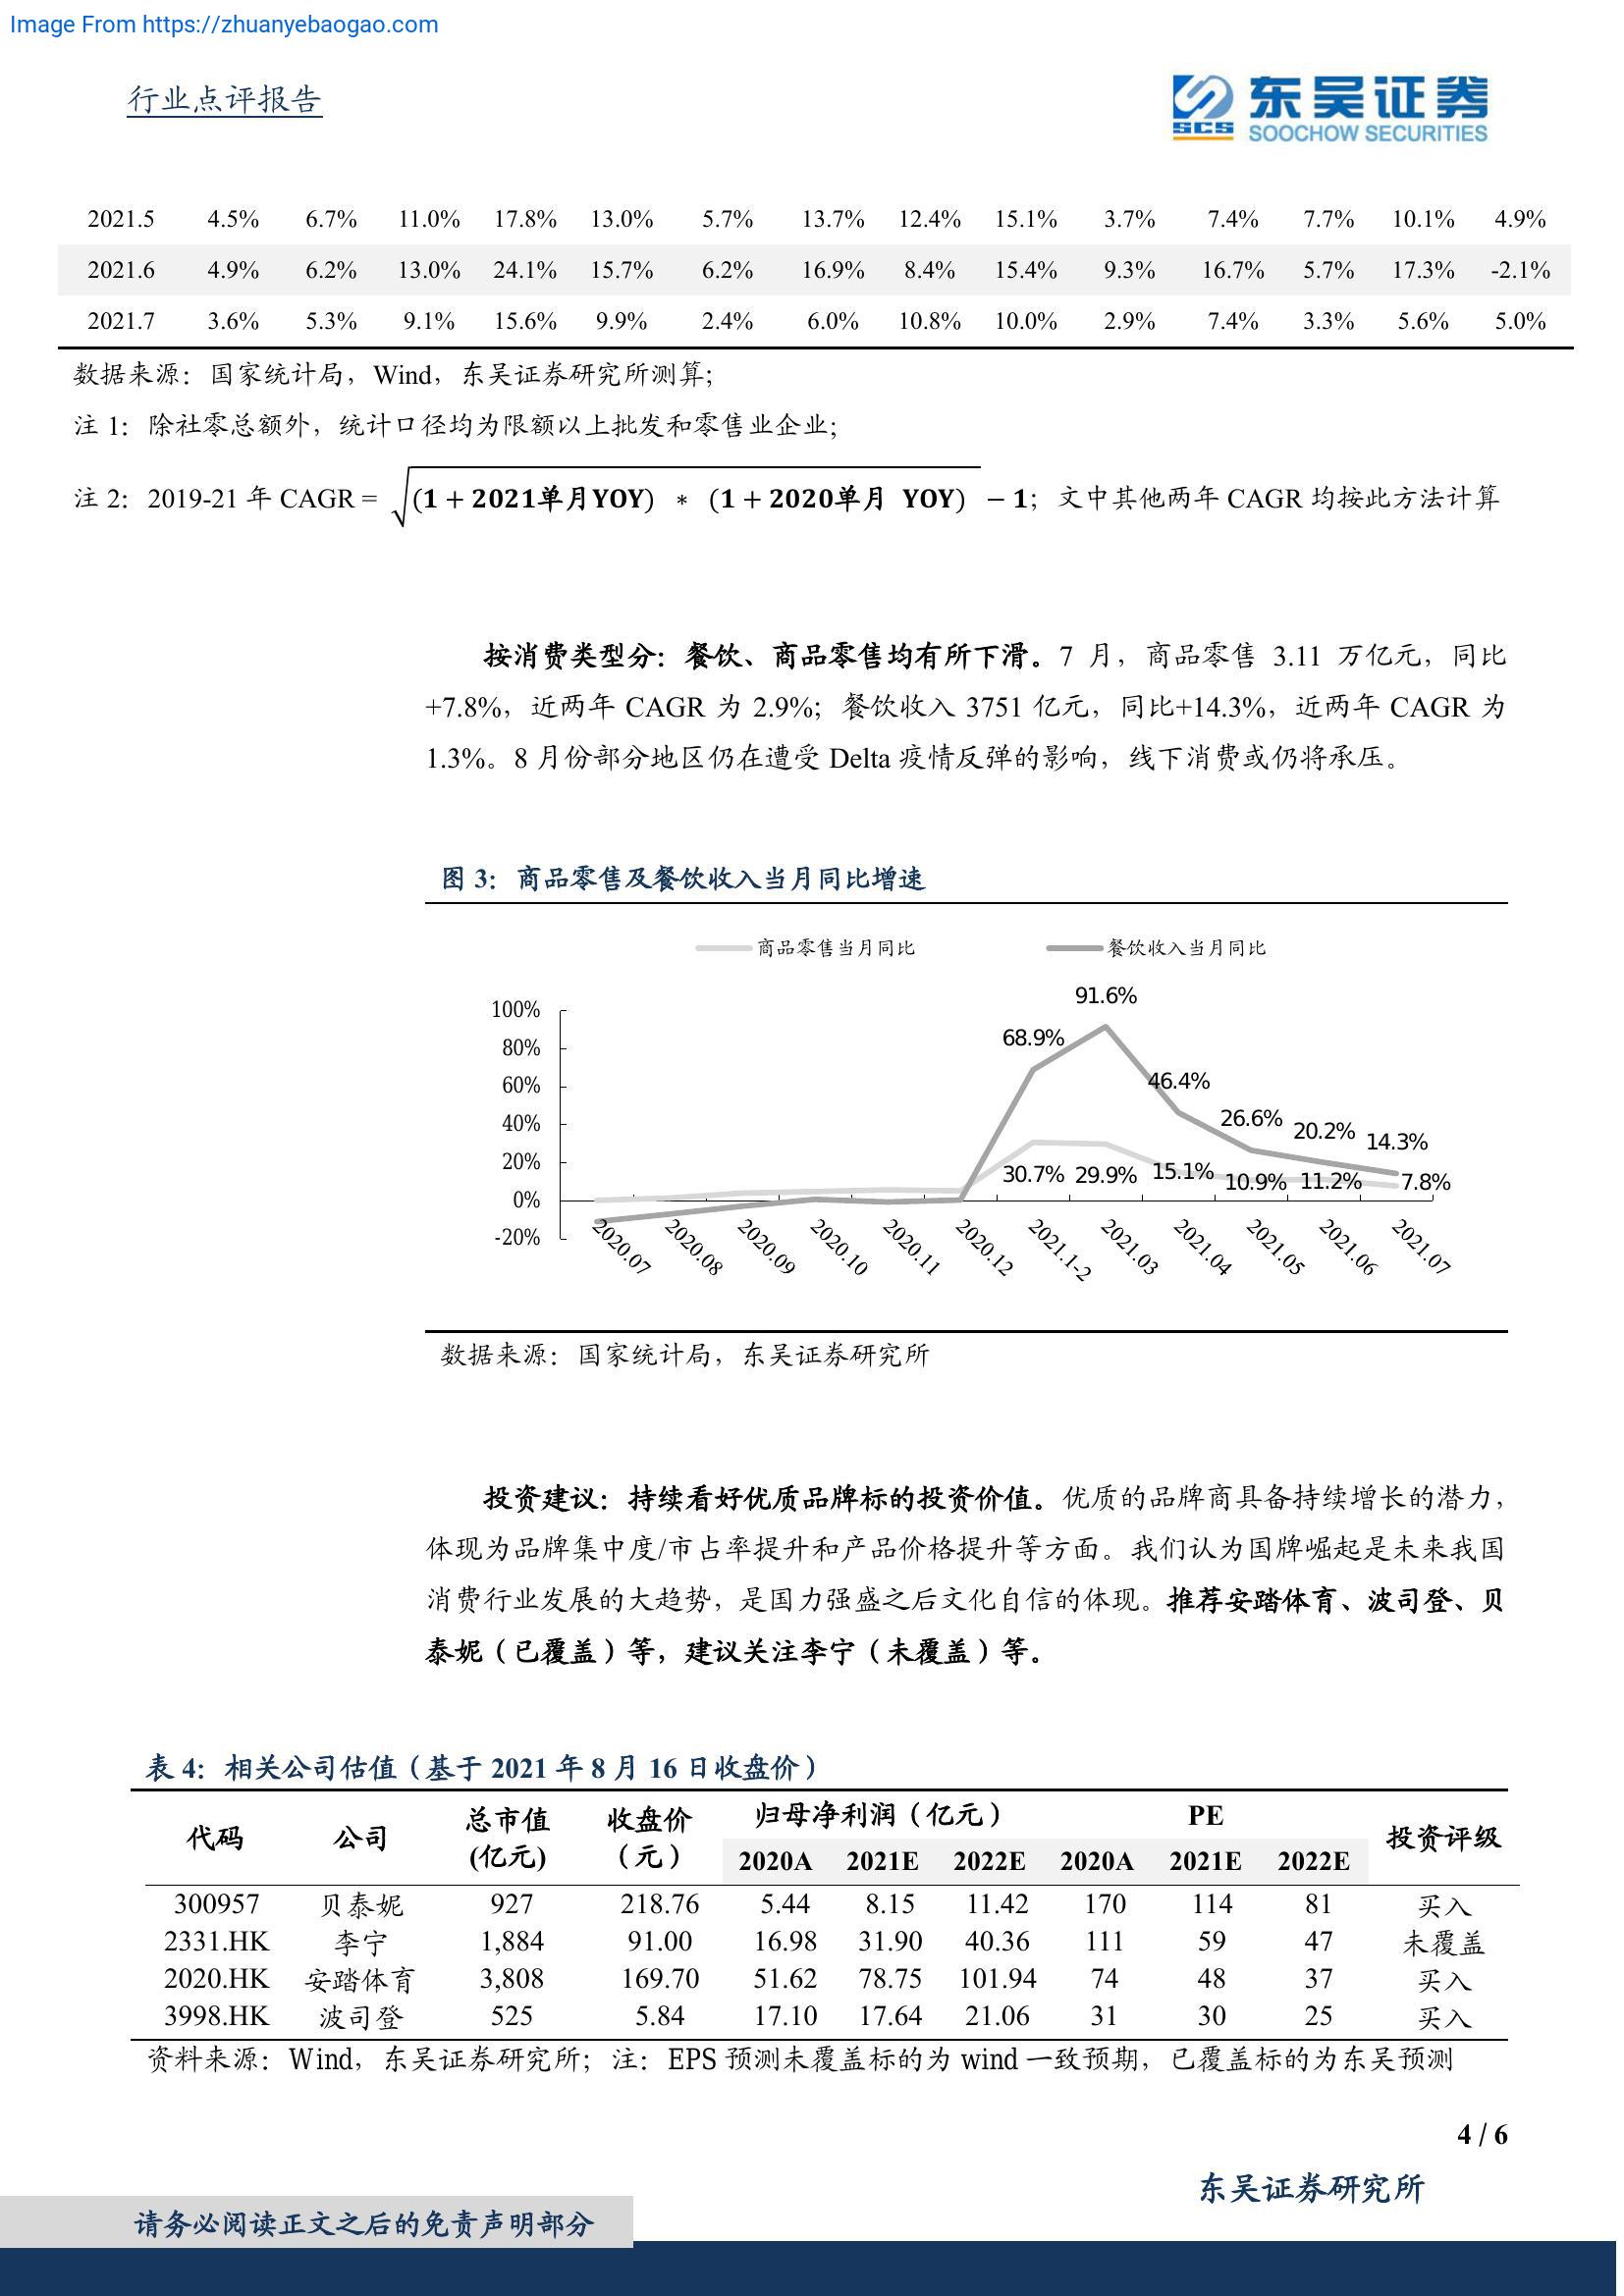 Image From https://zhuanyebaogao.com
行业点评报告
SCS 东吴证券
SOOCHOW SECURITIES
2021.5 4.5% 6.7% 11.0% 17.8% 13.0% 5.7% 13.7% 12.4% 15.1% 3.7% 7.4% 7.7% 10.1% 4.9%
2021.6 4.9% 6.2% 13.0% 24.1% 15.7% 6.2% 16.9% 8.4% 15.4% 9.3% 16.7% 5.7% 17.3% -2.1%
2021.7 3.6% 5.3% 9.1% 15.6% 9.9% 2.4% 6.0% 10.8% 10.0% 2.9% 7.4% 3.3% 5.6% 5.0%
数据来源：国家统计局，Wind，东吴证券研究所测算；
注 1：除社零总额外，统计口径均为限额以上批发和零售业企业；
注 2：2019-21 年 CAGR = √(1 + 2021单月YOY) * (1 + 2020单月 YOY) − 1；文中其他两年 CAGR 均按此方法计算
按消费类型分：餐饮、商品零售均有所下滑。7 月，商品零售 3.11 万亿元，同比
+7.8%，近两年 CAGR 为 2.9%；餐饮收入 3751 亿元，同比+14.3%，近两年 CAGR 为
1.3%。8 月份部分地区仍在遭受 Delta 疫情反弹的影响，线下消费或仍将承压。
图 3：商品零售及餐饮收入当月同比增速
商品零售当月同比 餐饮收入当月同比
100%
80%
60%
40%
20%
0%
-20%
91.6%
68.9%
46.4%
26.6% 20.2% 14.3%
30.7% 29.9% 15.1% 10.9% 11.2% 7.8%
2020.07 2020.08 2020.09 2020.10 2020.11 2020.12 2021.1-2 2021.03 2021.04 2021.05 2021.06 2021.07
数据来源：国家统计局，东吴证券研究所
投资建议：持续看好优质品牌标的投资价值。优质的品牌商具备持续增长的潜力，
体现为品牌集中度/市占率提升和产品价格提升等方面。我们认为国牌崛起是未来我国
消费行业发展的大趋势，是国力强盛之后文化自信的体现。推荐安踏体育、波司登、贝
泰妮（已覆盖）等，建议关注李宁（未覆盖）等。
表 4：相关公司估值（基于 2021 年 8 月 16 日收盘价）
代码 公司 总市值(亿元) 收盘价（元） 归母净利润（亿元） PE 投资评级
2020A 2021E 2022E 2020A 2021E 2022E
300957 贝泰妮 927 218.76 5.44 8.15 11.42 170 114 81 买入
2331.HK 李宁 1,884 91.00 16.98 31.90 40.36 111 59 47 未覆盖
2020.HK 安踏体育 3,808 169.70 51.62 78.75 101.94 74 48 37 买入
3998.HK 波司登 525 5.84 17.10 17.64 21.06 31 30 25 买入
资料来源：Wind，东吴证券研究所；注：EPS 预测未覆盖标的为 wind 一致预期，已覆盖标的为东吴预测
4 / 6
东吴证券研究所
请务必阅读正文之后的免责声明部分